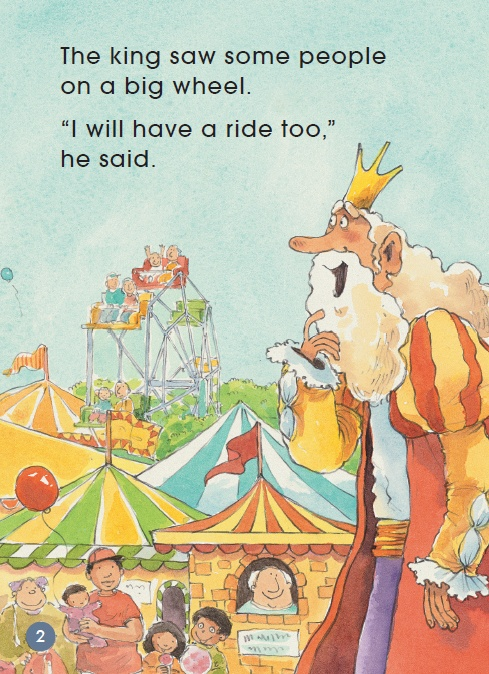 The king saw some people
on a big wheel.
“I will have a ride too,”
he said.
2